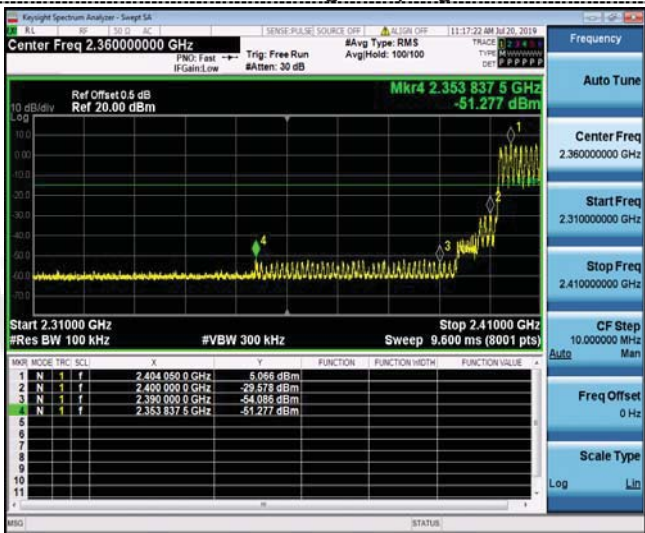 Keysight Spectrum Analyzer - Swept SA
RL RF 50 Ω AC SENSE:PULSE SOURCE OFF ALIGN OFF 11:17:22 AM Jul 20, 2019
Center Freq 2.360000000 GHz
PNO: Fast
IFGain:Low
Trig: Free Run
#Atten: 30 dB
#Avg Type: RMS
Avg|Hold: 100/100
TRACE 1 2 3 4 5 6
TYPE M
DET P P P P P P
Ref Offset 0.5 dB
10 dB/div Ref 20.00 dBm
Log
Mkr4 2.353 837 5 GHz
-51.277 dBm
10.0
0.00
-20.0
-40.0
-50.0
-60.0
-70.0
1
2
3
4
Start 2.31000 GHz Stop 2.41000 GHz
#Res BW 100 kHz #VBW 300 kHz Sweep 9.600 ms (8001 pts)
MKR MODE TRC SCL X Y FUNCTION FUNCTION WIDTH FUNCTION VALUE
1 N 1 f 2.404 050 0 GHz 5.066 dBm
2 N 1 f 2.400 000 0 GHz -29.578 dBm
3 N 1 f 2.390 000 0 GHz -54.086 dBm
4 N 1 f 2.353 837 5 GHz -51.277 dBm
5
6
7
8
9
10
11
MSG STATUS
Frequency
Auto Tune
Center Freq
2.360000000 GHz
Start Freq
2.310000000 GHz
Stop Freq
2.410000000 GHz
CF Step
10.000000 MHz
Auto Man
Freq Offset
0 Hz
Scale Type
Log Lin